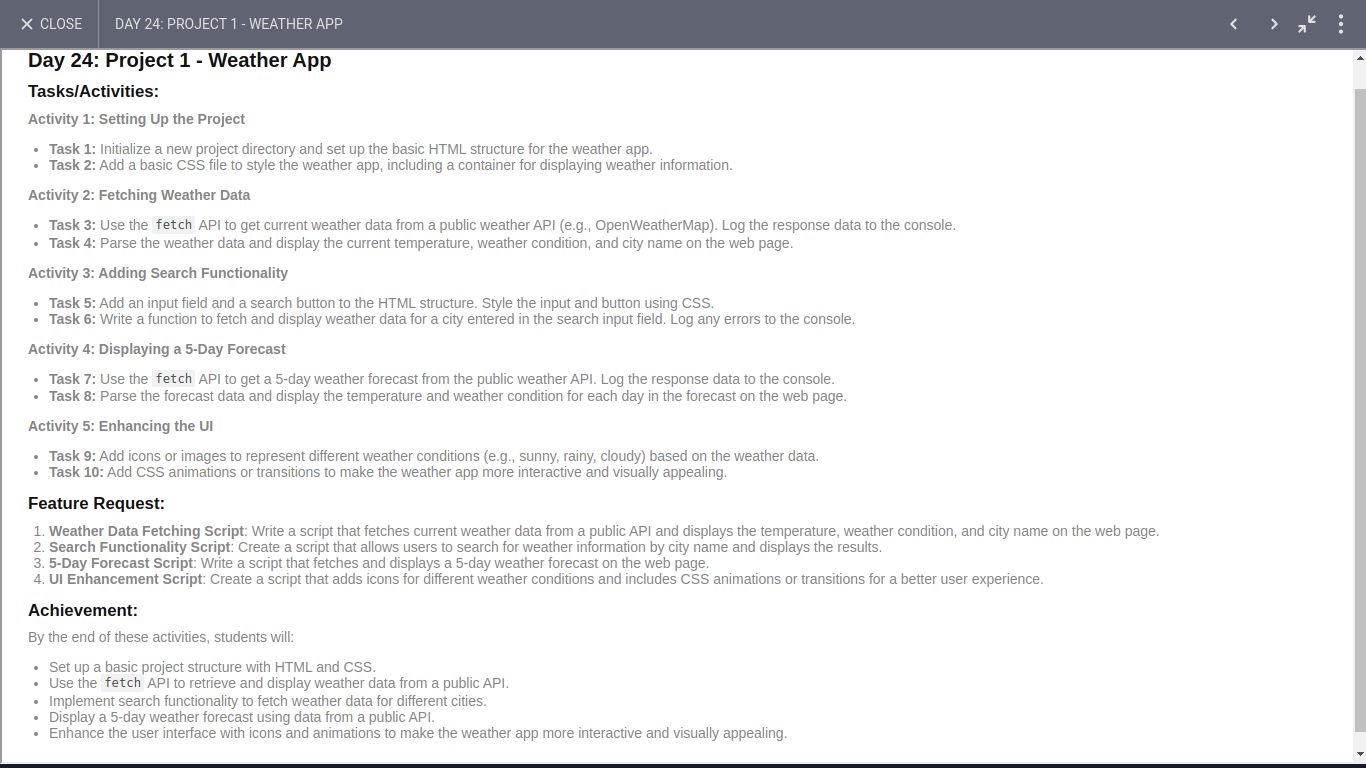 CLOSE DAY 24: PROJECT 1 - WEATHER APP
Day 24: Project 1 - Weather App
Tasks/Activities:
Activity 1: Setting Up the Project
• Task 1: Initialize a new project directory and set up the basic HTML structure for the weather app.
• Task 2: Add a basic CSS file to style the weather app, including a container for displaying weather information.
Activity 2: Fetching Weather Data
• Task 3: Use the fetch API to get current weather data from a public weather API (e.g., OpenWeatherMap). Log the response data to the console.
• Task 4: Parse the weather data and display the current temperature, weather condition, and city name on the web page.
Activity 3: Adding Search Functionality
• Task 5: Add an input field and a search button to the HTML structure. Style the input and button using CSS.
• Task 6: Write a function to fetch and display weather data for a city entered in the search input field. Log any errors to the console.
Activity 4: Displaying a 5-Day Forecast
• Task 7: Use the fetch API to get a 5-day weather forecast from the public weather API. Log the response data to the console.
• Task 8: Parse the forecast data and display the temperature and weather condition for each day in the forecast on the web page.
Activity 5: Enhancing the UI
• Task 9: Add icons or images to represent different weather conditions (e.g., sunny, rainy, cloudy) based on the weather data.
• Task 10: Add CSS animations or transitions to make the weather app more interactive and visually appealing.
Feature Request:
1. Weather Data Fetching Script: Write a script that fetches current weather data from a public API and displays the temperature, weather condition, and city name on the web page.
2. Search Functionality Script: Create a script that allows users to search for weather information by city name and displays the results.
3. 5-Day Forecast Script: Write a script that fetches and displays a 5-day weather forecast on the web page.
4. UI Enhancement Script: Create a script that adds icons for different weather conditions and includes CSS animations or transitions for a better user experience.
Achievement:
By the end of these activities, students will:
• Set up a basic project structure with HTML and CSS.
• Use the fetch API to retrieve and display weather data from a public API.
• Implement search functionality to fetch weather data for different cities.
• Display a 5-day weather forecast using data from a public API.
• Enhance the user interface with icons and animations to make the weather app more interactive and visually appealing.